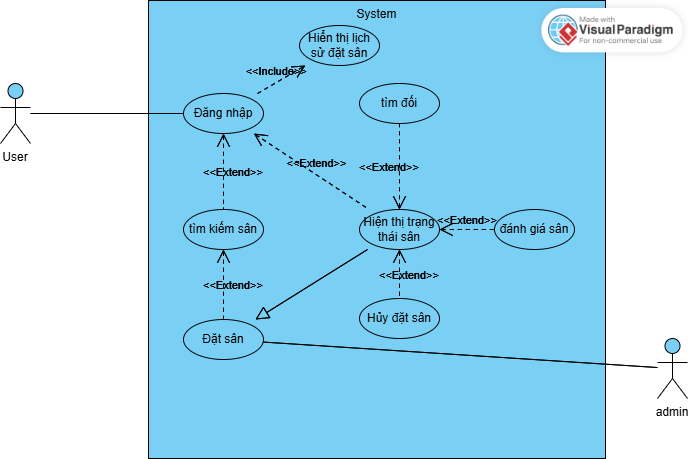 System
Made with
Visual Paradigm
For non-commercial use
Hiển thị lịch
sử đặt sân
<<Include>>
Đăng nhập
tìm đối
User
<<Extend>>
<<Extend>>
<<Extend>>
tìm kiếm sân
Hiện thị trạng
thái sân
<<Extend>>
đánh giá sân
<<Extend>>
<<Extend>>
Đặt sân
Hủy đặt sân
admin